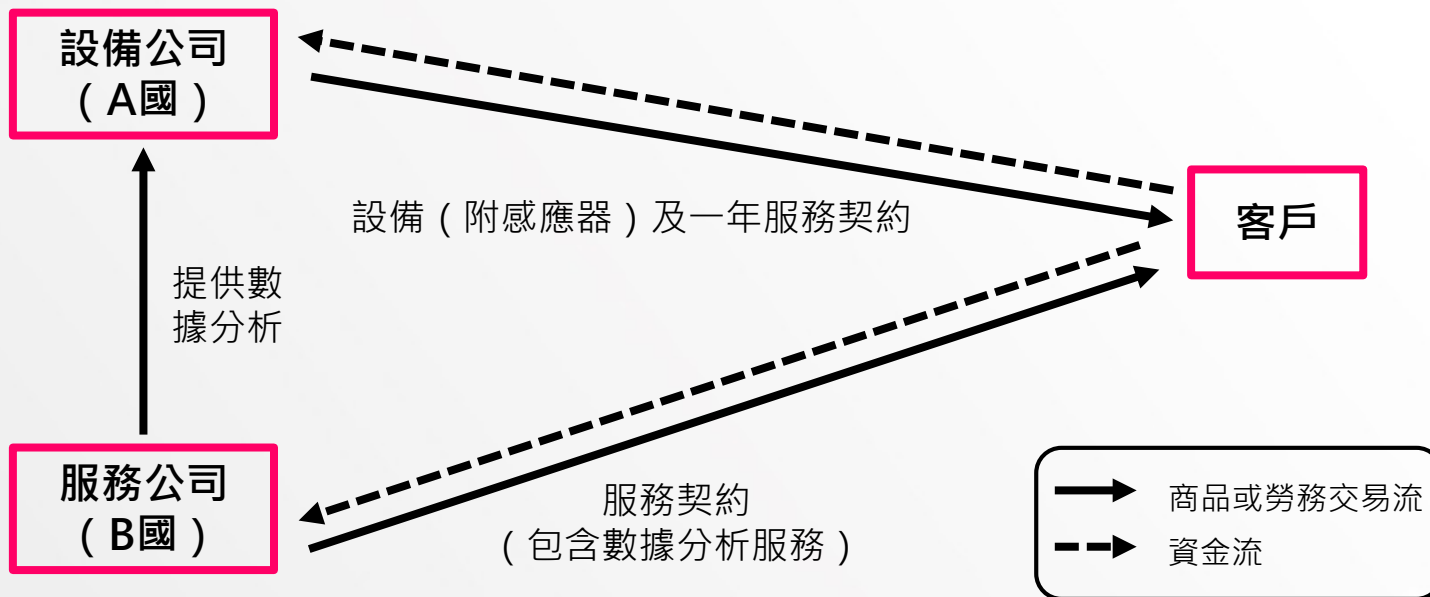 設備公司
（A國）
設備（附感應器）及一年服務契約
客戶
提供數
據分析
服務公司
（B國）
服務契約
（包含數據分析服務）
商品或勞務交易流
資金流